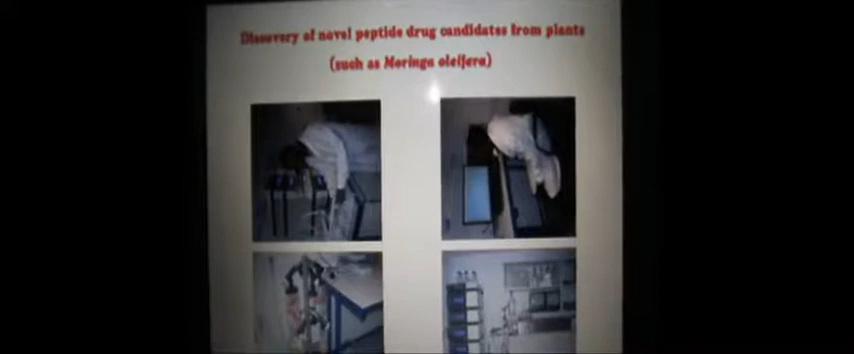 Discovery of novel peptide drug candidates from plants
(such as Moringa oleifera)